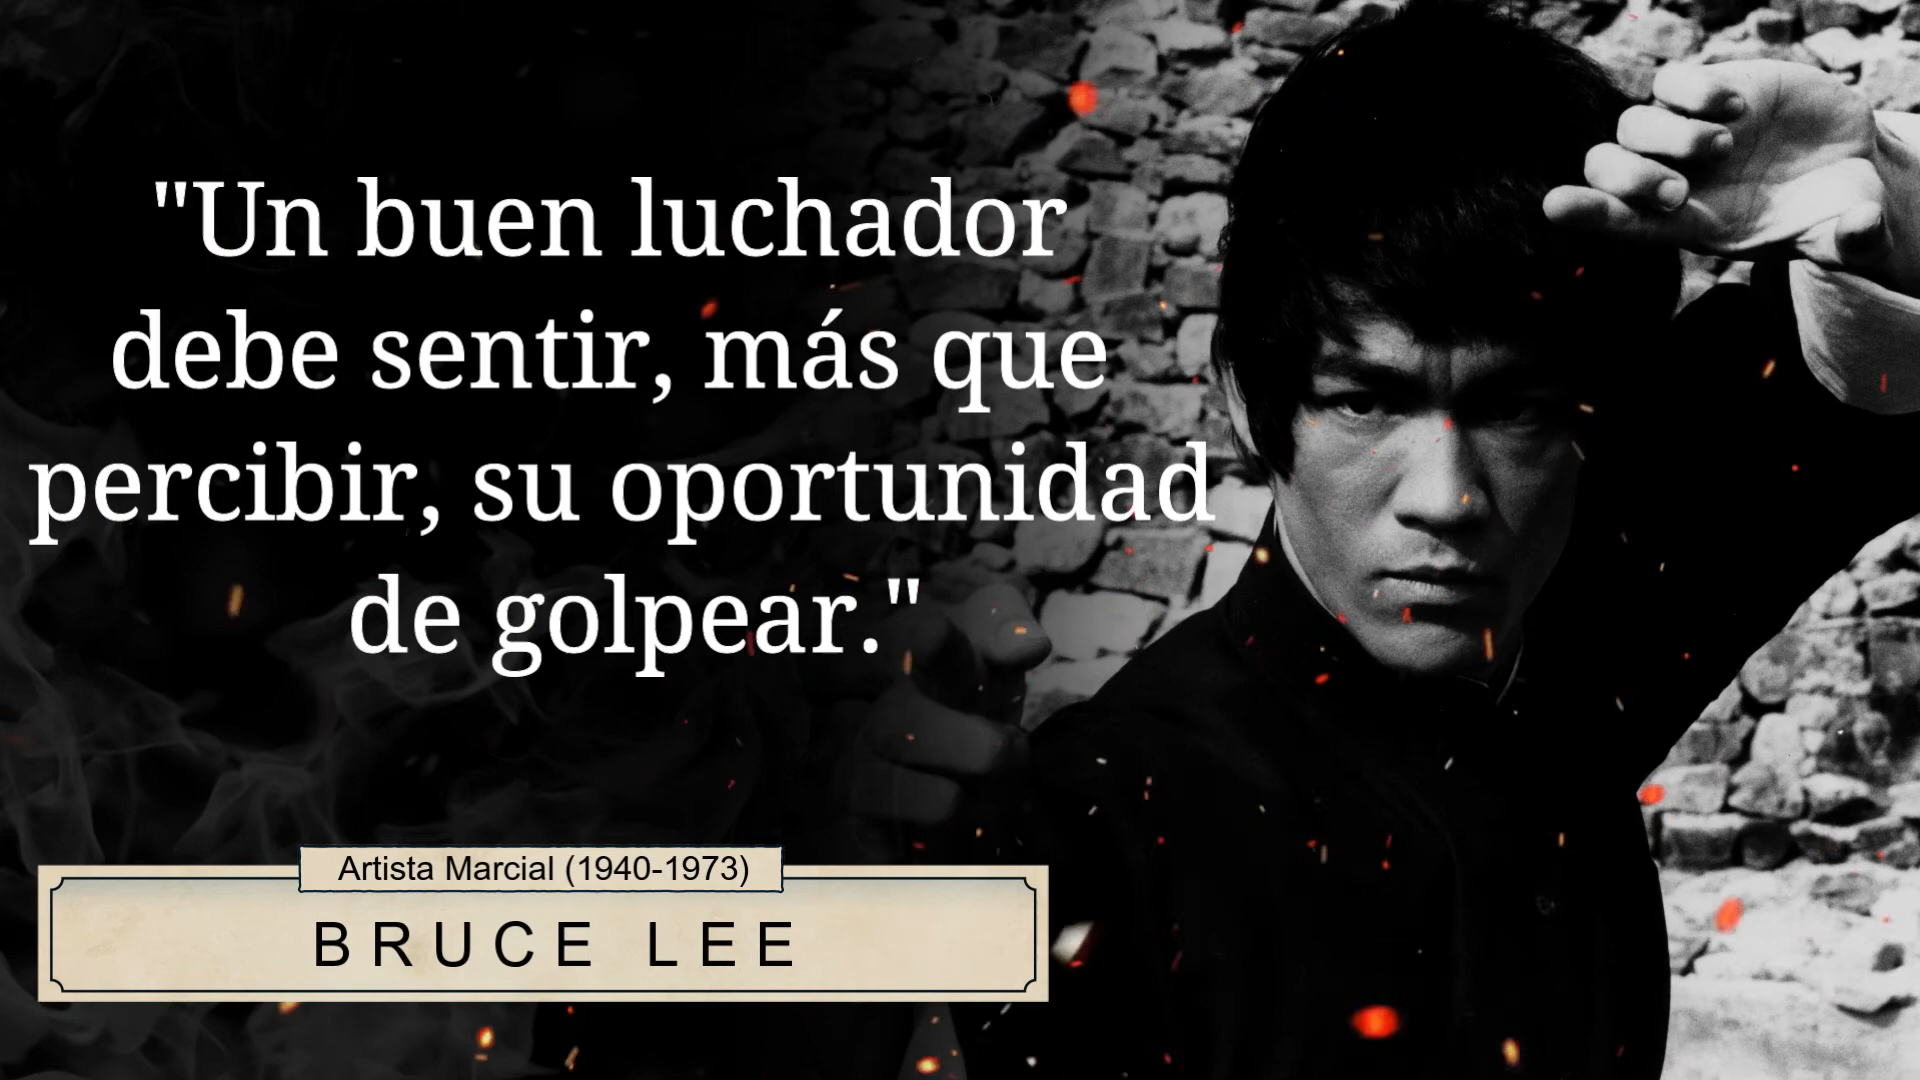 "Un buen luchador
debe sentir, más que
percibir, su oportunidad
de golpear."
Artista Marcial (1940-1973)
BRUCE LEE